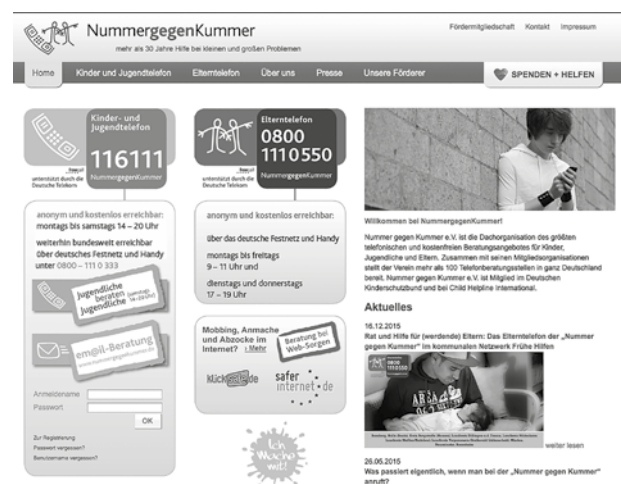 NummergegenKummer
mehr als 30 Jahre Hilfe bei kleinen und großen Problemen
Fördermitgliedschaft Kontakt Impressum
Home Kinder und Jugendtelefon Elterntelefon Über uns Presse Unsere Förderer SPENDEN + HELFEN
Kinder- und
Jugendtelefon
116111
NummergegenKummer
unterstützt durch die
Deutsche Telekom
anonym und kostenlos erreichbar:
montags bis samstags 14 – 20 Uhr
weiterhin bundesweit erreichbar
über deutsches Festnetz und Handy
unter 0800 – 111 0 333
Jugendliche
beraten (samstags
Jugendliche 14-20 Uhr)
em@il-Beratung
www.nummergegenkummer.de
Anmeldename
Passwort
OK
Zur Registrierung
Passwort vergessen?
Benutzername vergessen?
Elterntelefon
0800
1110550
NummergegenKummer
unterstützt durch die
Deutsche Telekom
anonym und kostenlos erreichbar:
über das deutsche Festnetz und Handy
montags bis freitags
9 – 11 Uhr und
dienstags und donnerstags
17 – 19 Uhr
Mobbing, Anmache
und Abzocke im
Internet? › Mehr
Beratung bei
Web-Sorgen
klicksafe.de
safer
internet.de
Ich
Mache
mit!
Willkommen bei NummergegenKummer!
Nummer gegen Kummer e.V. ist die Dachorganisation des größten
telefonischen und kostenfreien Beratungsangebotes für Kinder,
Jugendliche und Eltern. Zusammen mit seinen Mitgliedsorganisationen
stellt der Verein mehr als 100 Telefonberatungsstellen in ganz Deutschland
bereit. Nummer gegen Kummer e.V. ist Mitglied im Deutschen
Kinderschutzbund und bei Child Helpline International.
Aktuelles
16.12.2015
Rat und Hilfe für (werdende) Eltern: Das Elterntelefon der „Nummer
gegen Kummer“ im kommunalen Netzwerk Frühe Hilfen
0800
1110550
AREA
weiter lesen
26.05.2015
Was passiert eigentlich, wenn man bei der „Nummer gegen Kummer“
anruft?